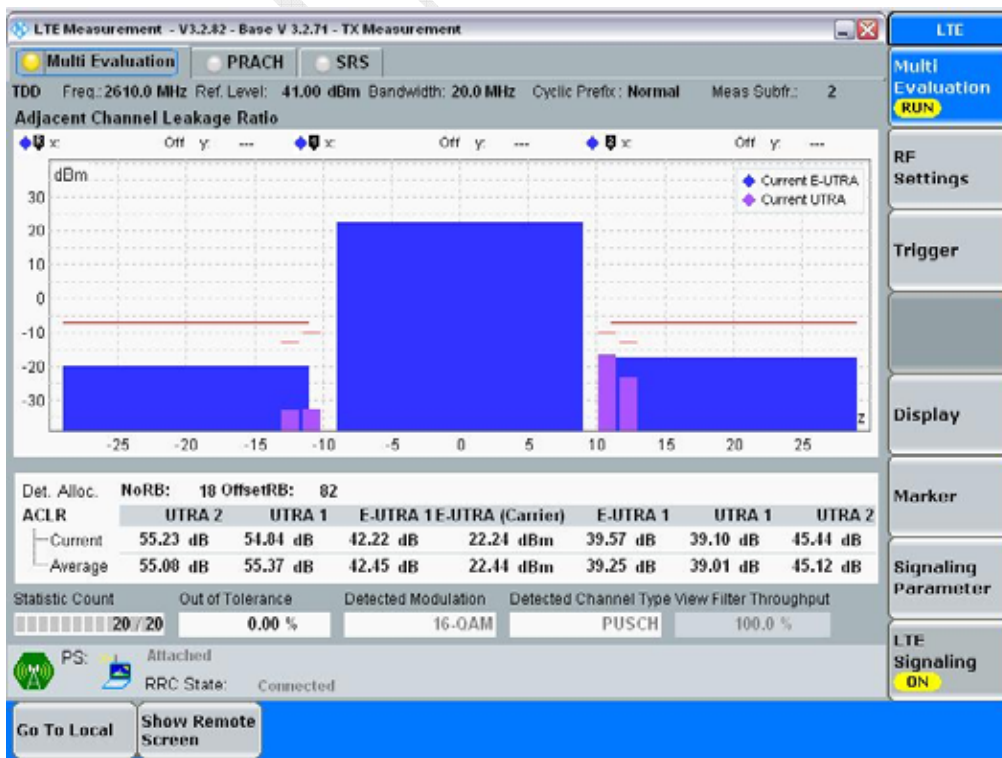 LTE Measurement - V3.2.82 - Base V 3.2.71 - TX Measurement
LTE
Multi Evaluation PRACH SRS
Multi Evaluation RUN
TDD Freq.: 2610.0 MHz Ref. Level: 41.00 dBm Bandwidth: 20.0 MHz Cyclic Prefix: Normal Meas Subfr.: 2
Adjacent Channel Leakage Ratio
x: Off y: --- x: Off y: --- x: Off y: ---
dBm
Current E-UTRA
Current UTRA
30
20
10
0
-10
-20
-30
z
-25 -20 -15 -10 -5 0 5 10 15 20 25
RF Settings
Trigger
Display
Marker
Signaling Parameter
LTE Signaling ON
Det. Alloc. NoRB: 18 OffsetRB: 82
ACLR UTRA 2 UTRA 1 E-UTRA 1 E-UTRA (Carrier) E-UTRA 1 UTRA 1 UTRA 2
Current 55.23 dB 54.84 dB 42.22 dB 22.24 dBm 39.57 dB 39.10 dB 45.44 dB
Average 55.08 dB 55.37 dB 42.45 dB 22.44 dBm 39.25 dB 39.01 dB 45.12 dB
Statistic Count Out of Tolerance Detected Modulation Detected Channel Type View Filter Throughput
20 / 20 0.00 % 16-QAM PUSCH 100.0 %
PS: Attached
RRC State: Connected
Go To Local
Show Remote Screen